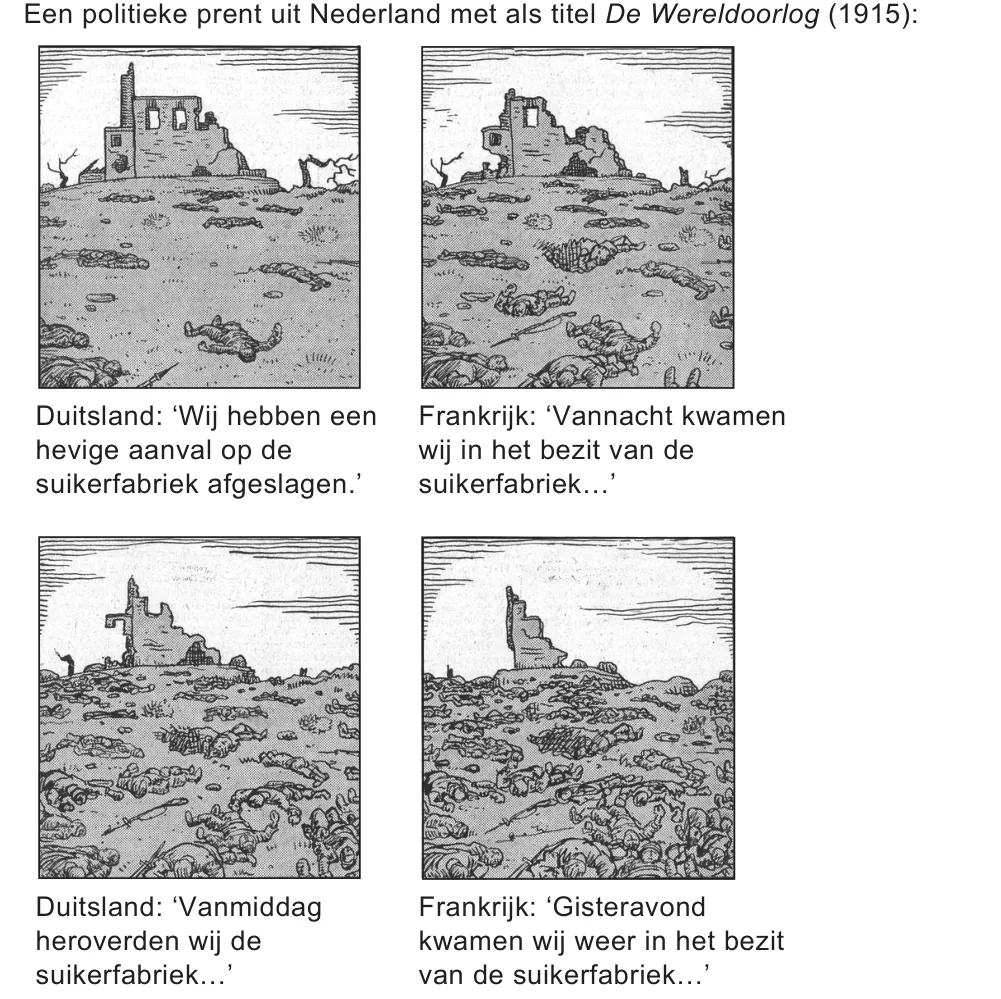 Een politieke prent uit Nederland met als titel De Wereldoorlog (1915):
Duitsland: ‘Wij hebben een
hevige aanval op de
suikerfabriek afgeslagen.’
Frankrijk: ‘Vannacht kwamen
wij in het bezit van de
suikerfabriek…’
Duitsland: ‘Vanmiddag
heroverden wij de
suikerfabriek…’
Frankrijk: ‘Gisteravond
kwamen wij weer in het bezit
van de suikerfabriek…’